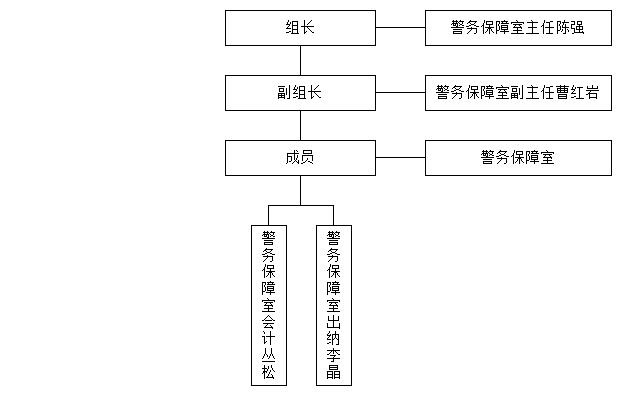 组长
警务保障室主任陈强
副组长
警务保障室副主任曹红岩
成员
警务保障室
警务保障室会计丛松
警务保障室出纳李晶